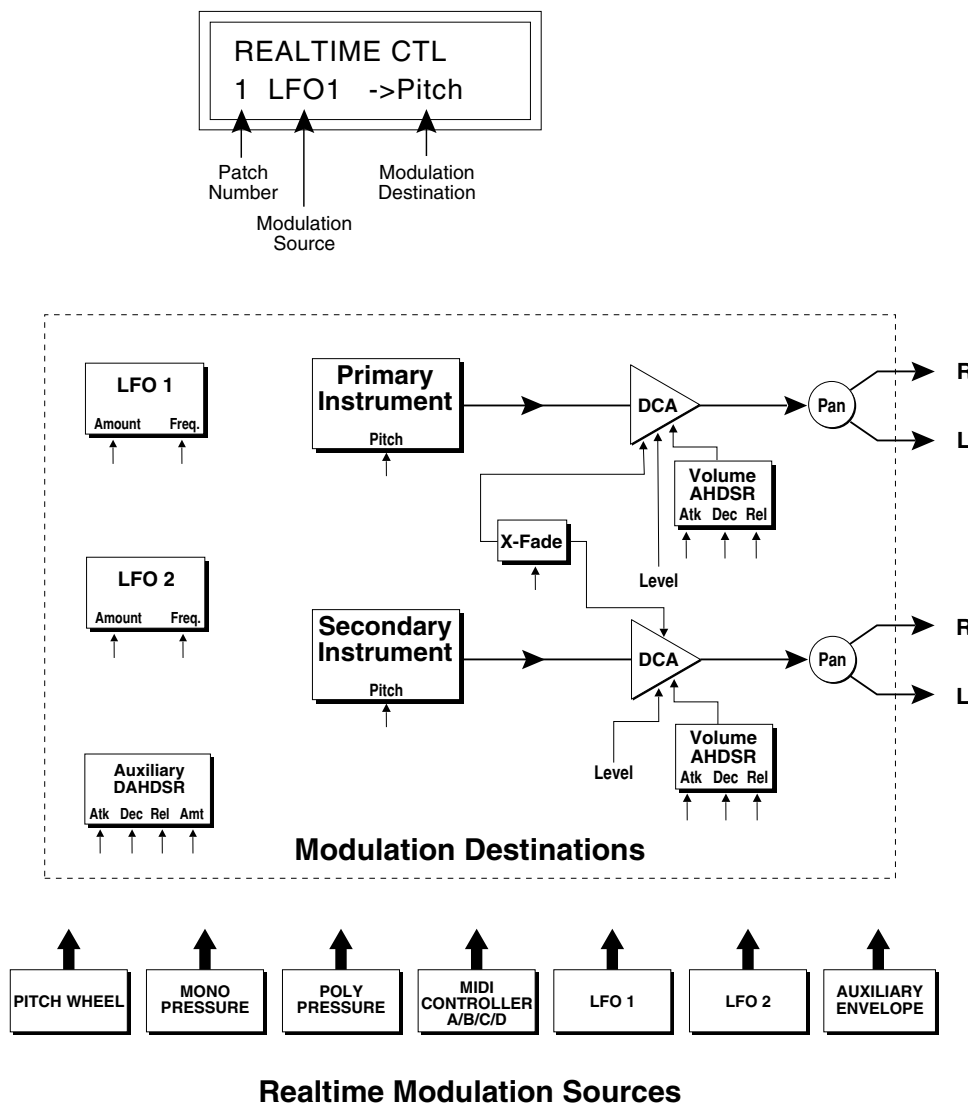 REALTIME CTL
1 LFO1 ->Pitch
Patch
Number
Modulation
Source
Modulation
Destination
LFO 1
Amount Freq.
Primary
Instrument
Pitch
DCA
Pan
R
L
Volume
AHDSR
Atk Dec Rel
X-Fade
Level
LFO 2
Amount Freq.
Secondary
Instrument
Pitch
DCA
Pan
R
L
Volume
AHDSR
Atk Dec Rel
Level
Auxiliary
DAHDSR
Atk Dec Rel Amt
Modulation Destinations
PITCH WHEEL
MONO
PRESSURE
POLY
PRESSURE
MIDI
CONTROLLER
A/B/C/D
LFO 1
LFO 2
AUXILIARY
ENVELOPE
Realtime Modulation Sources